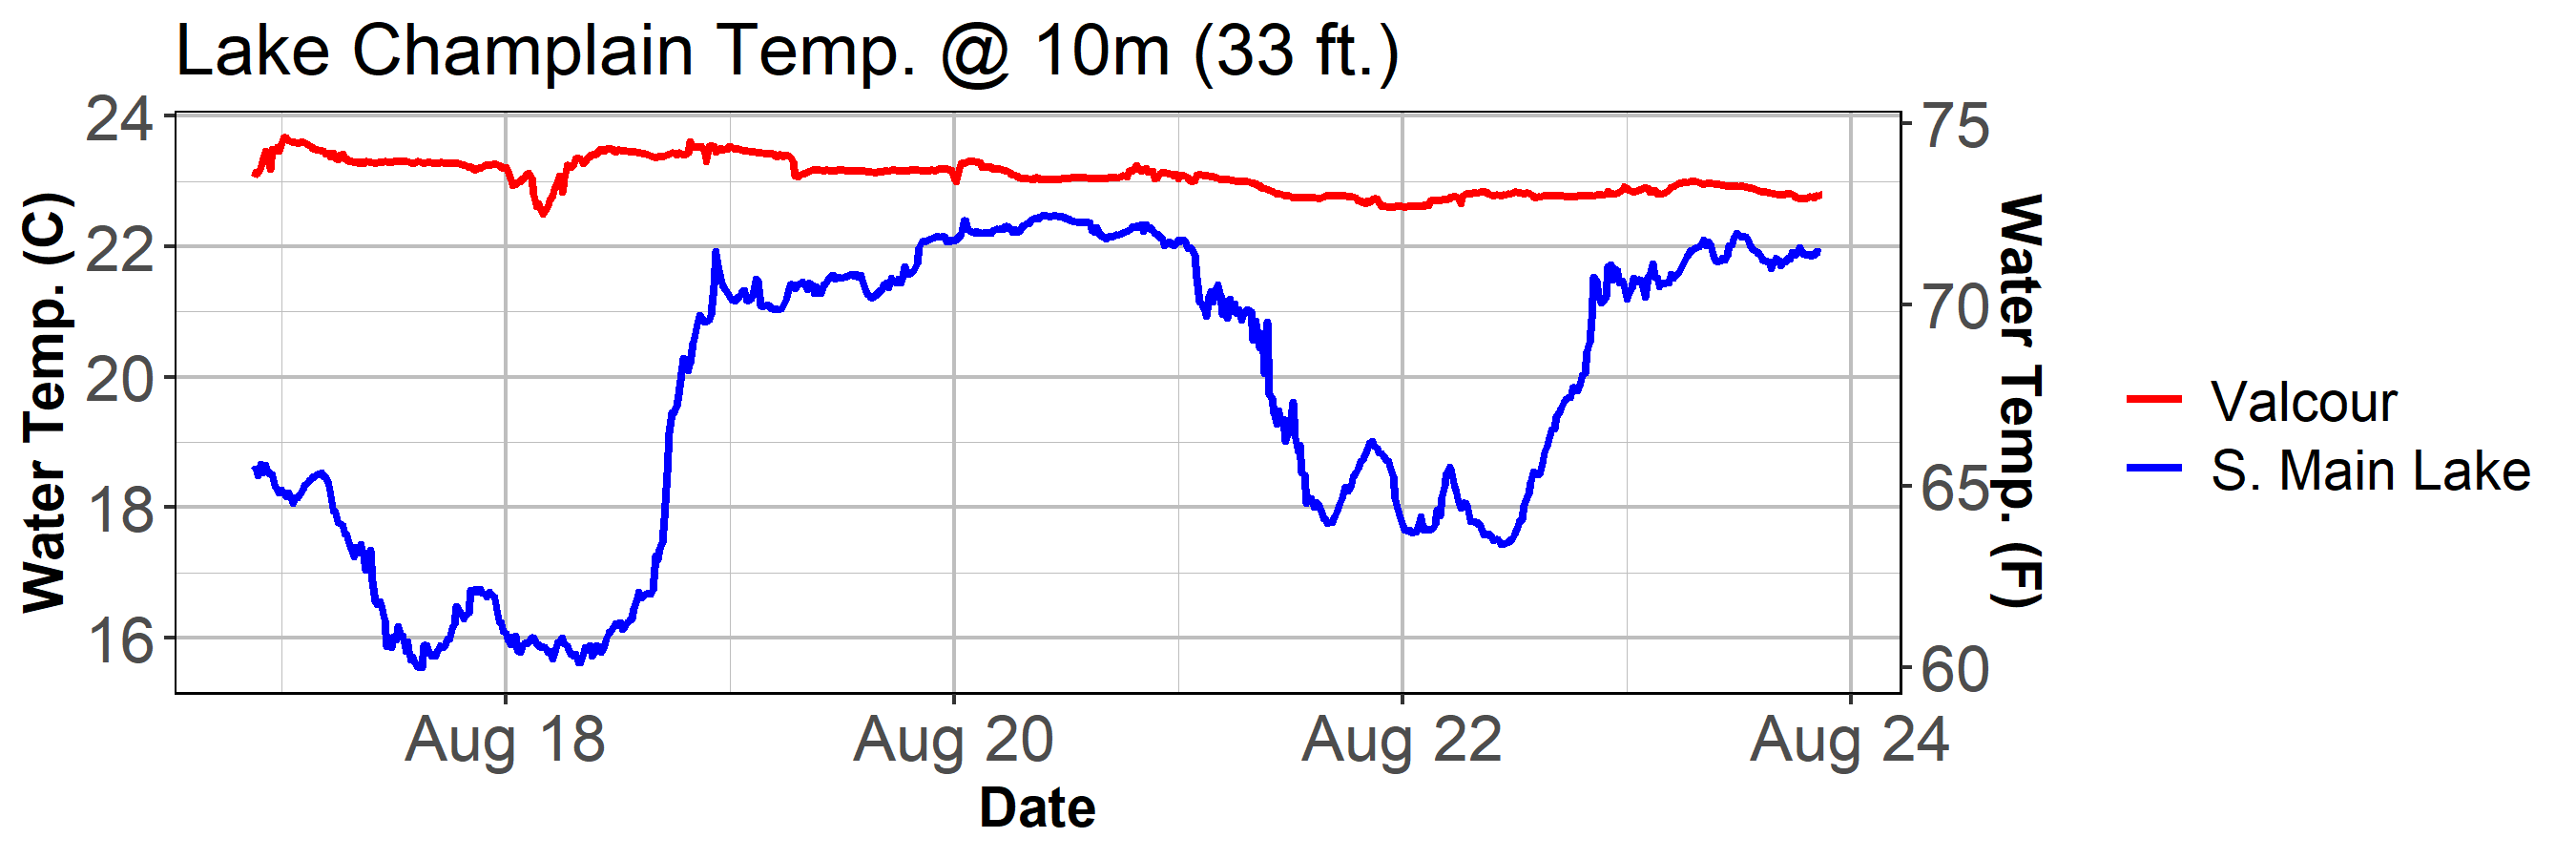 Lake Champlain Temp. @ 10m (33 ft.)
Water Temp. (C)
24
22
20
18
16
75
70
65
60
Water Temp. (F)
Aug 18
Aug 20
Aug 22
Aug 24
Date
Valcour
S. Main Lake